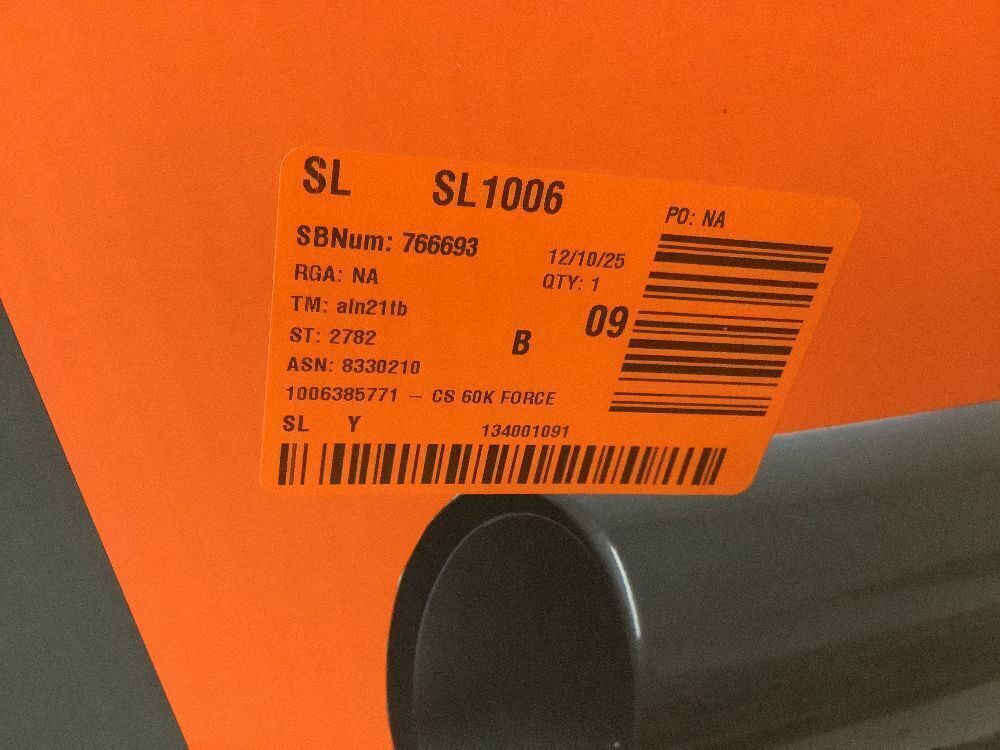 SL SL1006
PO: NA
SBNum: 766693
12/10/25
RGA: NA
QTY: 1
TM: aln21tb
09
ST: 2782
B
ASN: 8330210
1006385771 – CS 60K FORCE
SL Y 134001091